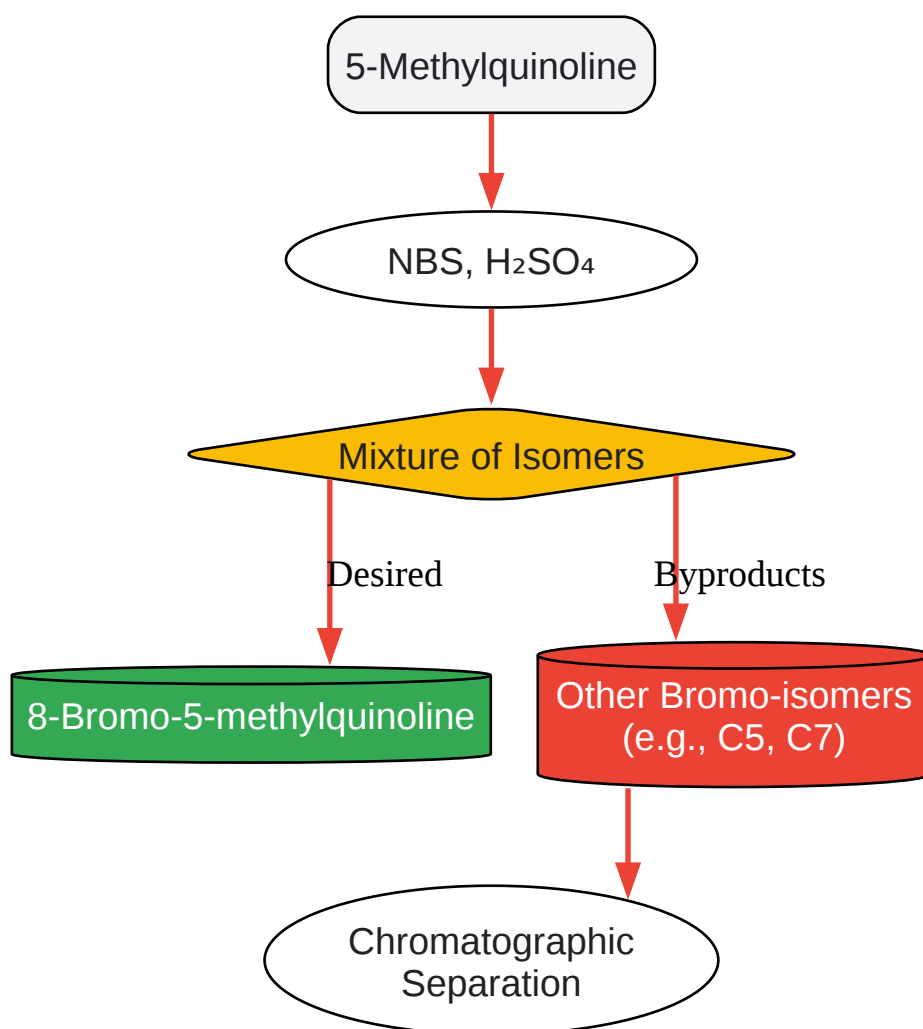 5-Methylquinoline
NBS, H₂SO₄
Mixture of Isomers
Desired
Byproducts
8-Bromo-5-methylquinoline
Other Bromo-isomers
(e.g., C5, C7)
Chromatographic
Separation